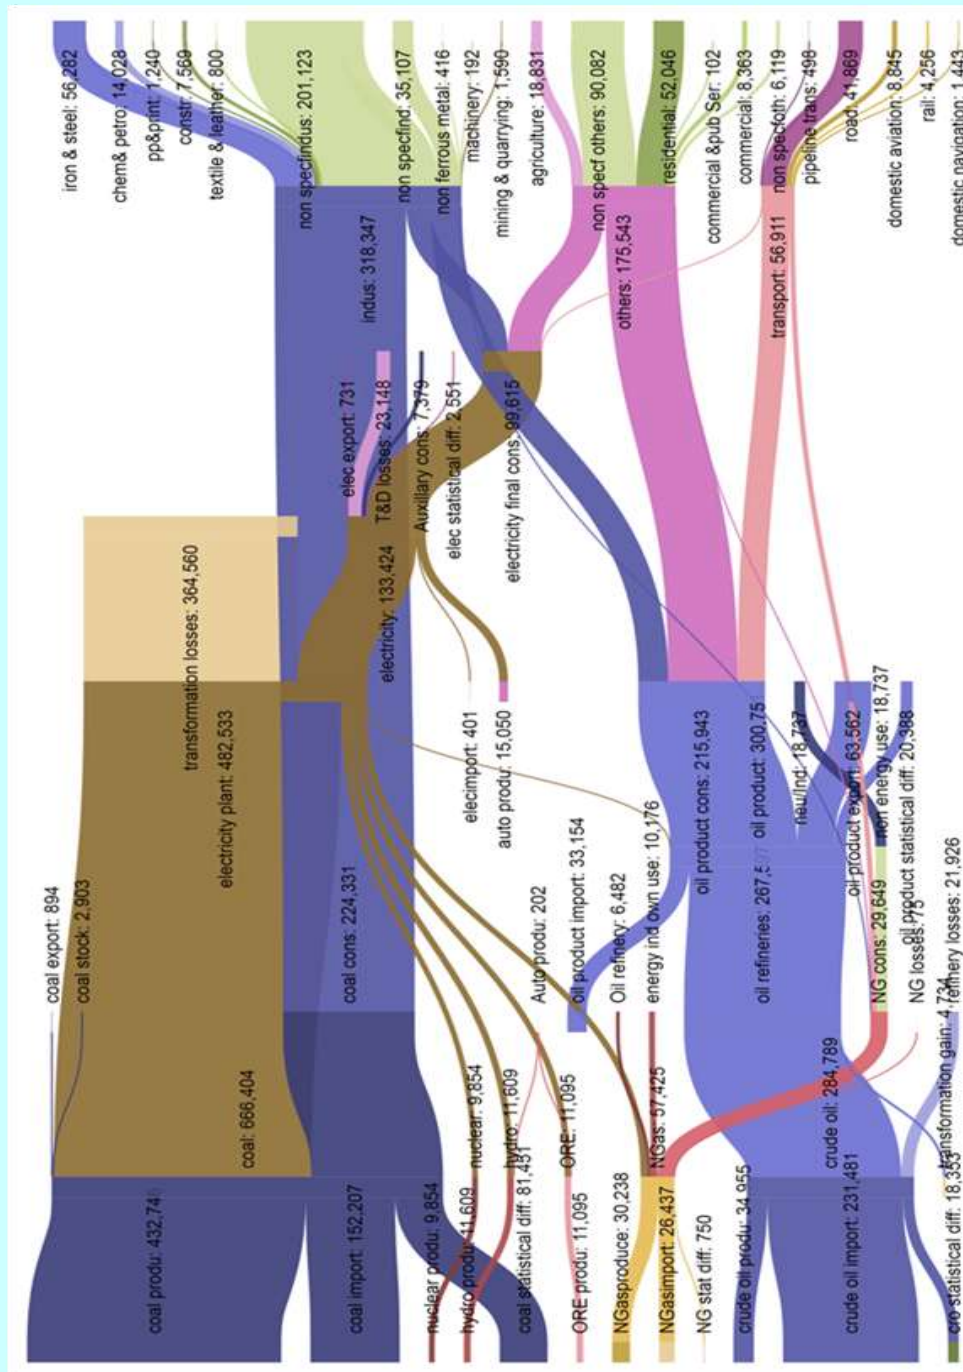 iron & steel: 56,282
chem& petro: 14,028
pp&print: 1,240
constr: 7,569
textile & leather: 800
non specfindus: 201,123
non specfind: 35,107
non ferrous metal: 416
machinery: 192
mining & quarrying: 1,590
agriculture: 18,831
non specf others: 90,082
residential: 52,046
commercial &pub Ser: 102
commercial: 8,363
non specfoth: 6,119
pipeline trans: 498
road: 41,869
domestic aviation: 8,845
rail: 4,256
domestic navigation: 1,443
indus: 318,347
others: 175,543
transport: 56,911
elec export: 731
T&D losses: 23,148
Auxillary cons: 7,379
elec statistical diff: 2,551
electricity final cons: 99,615
transformation losses: 364,560
electricity: 133,424
electricity plant: 482,533
elecimport: 401
auto produ: 15,050
oil product cons: 215,943
oil product: 300,75
neu/Ind: 18,737
oil product export: 63,562
non energy use: 18,737
oil product statistical diff: 20,388
coal export: 894
coal stock: 2,903
coal cons: 224,331
Auto produ: 202
oil product import: 33,154
Oil refinery: 6,482
energy ind own use: 10,176
oil refineries:
NG cons: 29,649
NG losses: 75
refinery losses: 21,926
coal: 666,404
nuclear: 9,854
hydro: 11,609
ORE: 11,095
NGas: 57,425
crude oil: 284,789
transformation gain: 4,734
coal produ:
coal import: 152,207
nuclear produ: 9,854
hydro produ: 11,609
coal statistical diff: 81,451
ORE produ: 11,095
NGasproduce: 30,238
NGasimport: 26,437
NG stat diff: 750
crude oil produ: 34,955
crude oil import: 231,481
cro statistical diff: 18,353